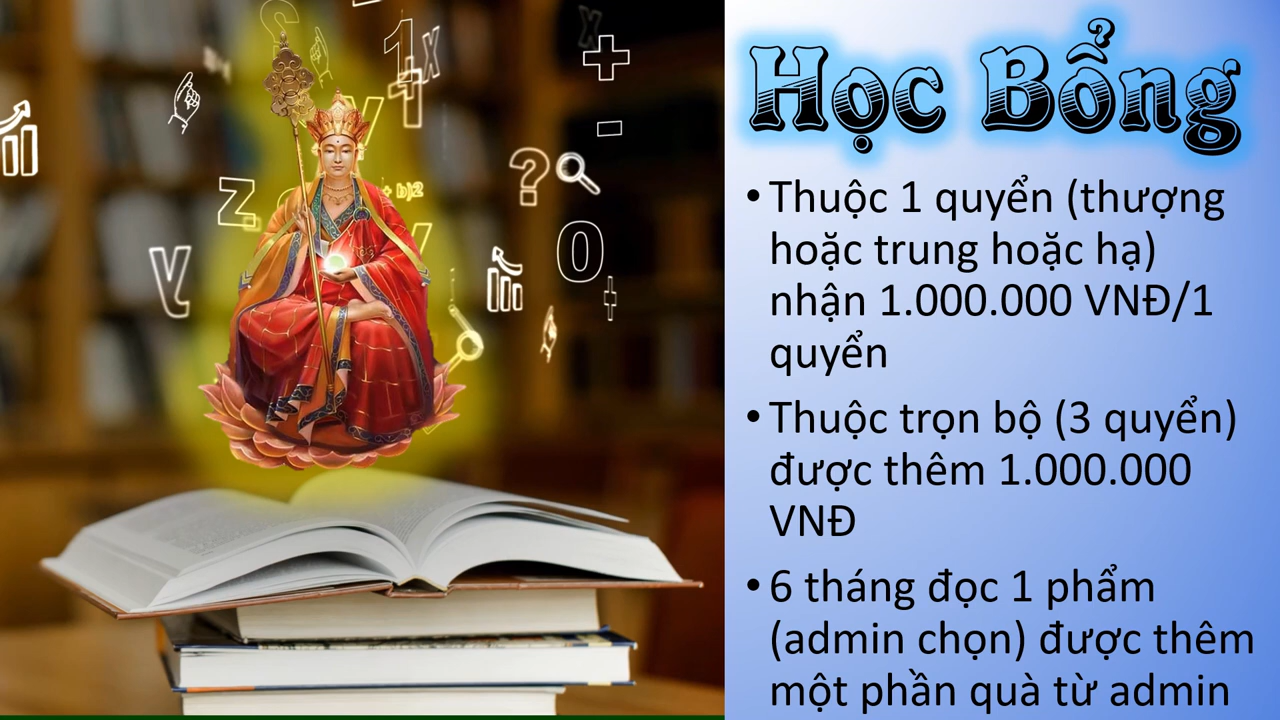 Học Bổng
• Thuộc 1 quyển (thượng
hoặc trung hoặc hạ)
nhận 1.000.000 VNĐ/1
quyển
• Thuộc trọn bộ (3 quyển)
được thêm 1.000.000
VNĐ
• 6 tháng đọc 1 phẩm
(admin chọn) được thêm
một phần quà từ admin